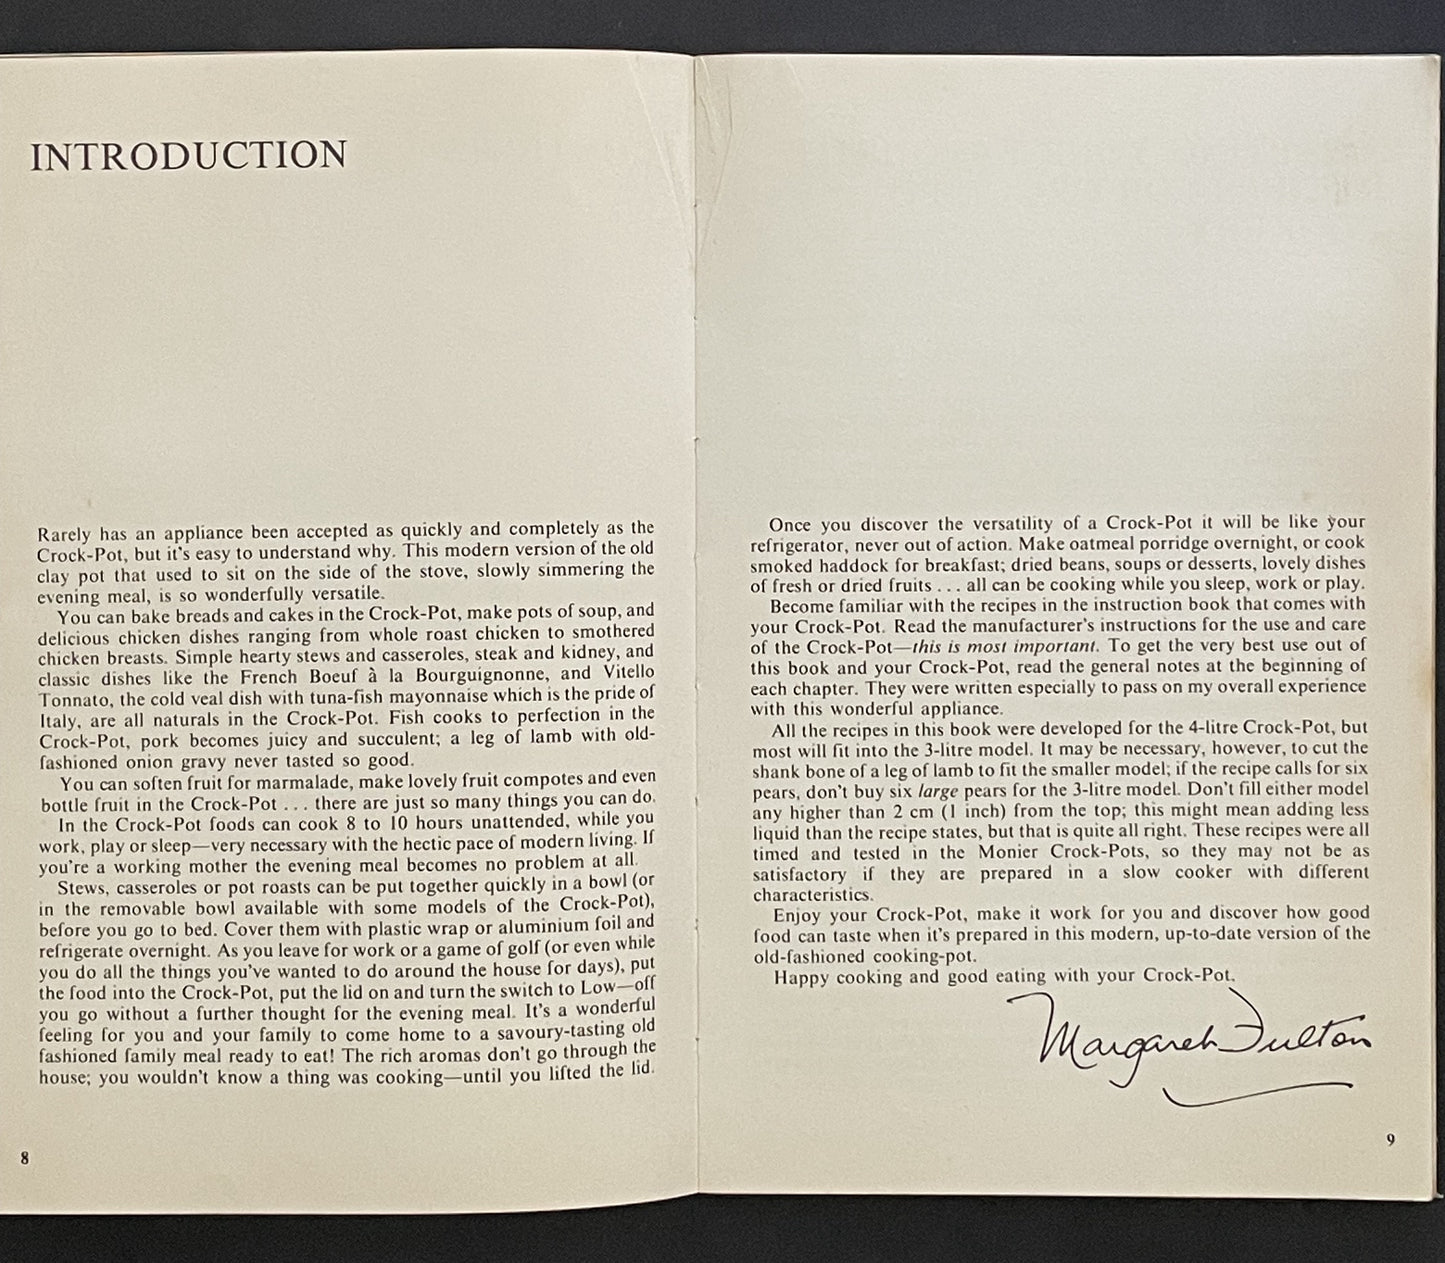 INTRODUCTION
Rarely has an appliance been accepted as quickly and completely as the
Crock-Pot, but it's easy to understand why. This modern version of the old
clay pot that used to sit on the side of the stove, slowly simmering the
evening meal, is so wonderfully versatile.
You can bake breads and cakes in the Crock-Pot, make pots of soup, and
delicious chicken dishes ranging from whole roast chicken to smothered
chicken breasts. Simple hearty stews and casseroles, steak and kidney, and
classic dishes like the French Boeuf à la Bourguignonne, and Vitello
Tonnato, the cold veal dish with tuna-fish mayonnaise which is the pride of
Italy, are all naturals in the Crock-Pot. Fish cooks to perfection in the
Crock-Pot, pork becomes juicy and succulent; a leg of lamb with old-
fashioned onion gravy never tasted so good.
You can soften fruit for marmalade, make lovely fruit compotes and even
bottle fruit in the Crock-Pot . . . there are just so many things you can do.
In the Crock-Pot foods can cook 8 to 10 hours unattended, while you
work, play or sleep—very necessary with the hectic pace of modern living. If
you're a working mother the evening meal becomes no problem at all.
Stews, casseroles or pot roasts can be put together quickly in a bowl (or
in the removable bowl available with some models of the Crock-Pot),
before you go to bed. Cover them with plastic wrap or aluminium foil and
refrigerate overnight. As you leave for work or a game of golf (or even while
you do all the things you've wanted to do around the house for days), put
the food into the Crock-Pot, put the lid on and turn the switch to Low—off
you go without a further thought for the evening meal. It's a wonderful
feeling for you and your family to come home to a savoury-tasting old
fashioned family meal ready to eat! The rich aromas don't go through the
house; you wouldn't know a thing was cooking—until you lifted the lid.
8
Once you discover the versatility of a Crock-Pot it will be like your
refrigerator, never out of action. Make oatmeal porridge overnight, or cook
smoked haddock for breakfast; dried beans, soups or desserts, lovely dishes
of fresh or dried fruits . . . all can be cooking while you sleep, work or play.
Become familiar with the recipes in the instruction book that comes with
your Crock-Pot. Read the manufacturer's instructions for the use and care
of the Crock-Pot—this is most important. To get the very best use out of
this book and your Crock-Pot, read the general notes at the beginning of
each chapter. They were written especially to pass on my overall experience
with this wonderful appliance.
All the recipes in this book were developed for the 4-litre Crock-Pot, but
most will fit into the 3-litre model. It may be necessary, however, to cut the
shank bone of a leg of lamb to fit the smaller model; if the recipe calls for six
pears, don't buy six large pears for the 3-litre model. Don't fill either model
any higher than 2 cm (1 inch) from the top; this might mean adding less
liquid than the recipe states, but that is quite all right. These recipes were all
timed and tested in the Monier Crock-Pots, so they may not be as
satisfactory if they are prepared in a slow cooker with different
characteristics.
Enjoy your Crock-Pot, make it work for you and discover how good
food can taste when it's prepared in this modern, up-to-date version of the
old-fashioned cooking-pot.
Happy cooking and good eating with your Crock-Pot.
Margaret Fulton
9